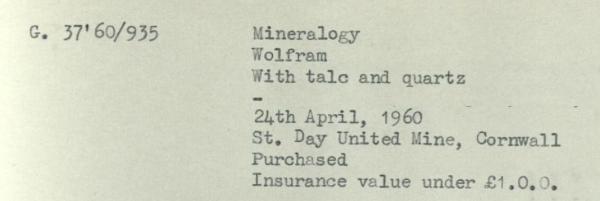 G. 37'60/935 Mineralogy
Wolfram
With talc and quartz
-
24th April, 1960
St. Day United Mine, Cornwall
Purchased
Insurance value under £1.0.0.